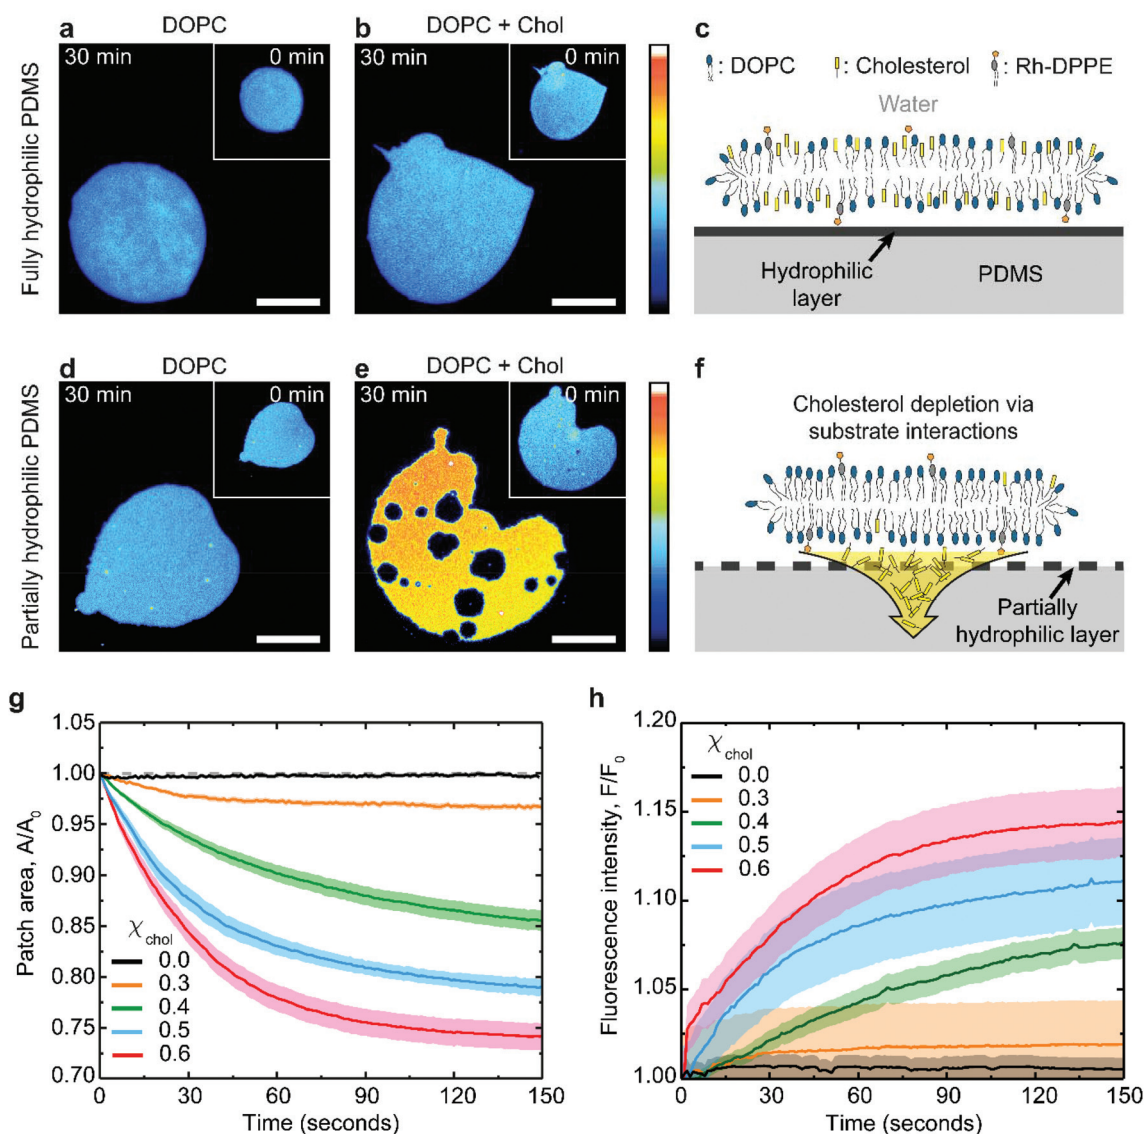 a
DOPC
30 min
0 min
Fully hydrophilic PDMS
b
DOPC + Chol
30 min
0 min
c
: DOPC
: Cholesterol
: Rh-DPPE
Water
Hydrophilic
layer
PDMS
d
DOPC
30 min
0 min
Partially hydrophilic PDMS
e
DOPC + Chol
30 min
0 min
f
Cholesterol depletion via
substrate interactions
Partially
hydrophilic layer
g
Patch area, A/A0
1.05
1.00
0.95
0.90
0.85
0.80
0.75
0.70
χchol
0.0
0.3
0.4
0.5
0.6
0 30 60 90 120 150
Time (seconds)
h
Fluorescence intensity, F/F0
1.20
1.15
1.10
1.05
1.00
χchol
0.0
0.3
0.4
0.5
0.6
0 30 60 90 120 150
Time (seconds)